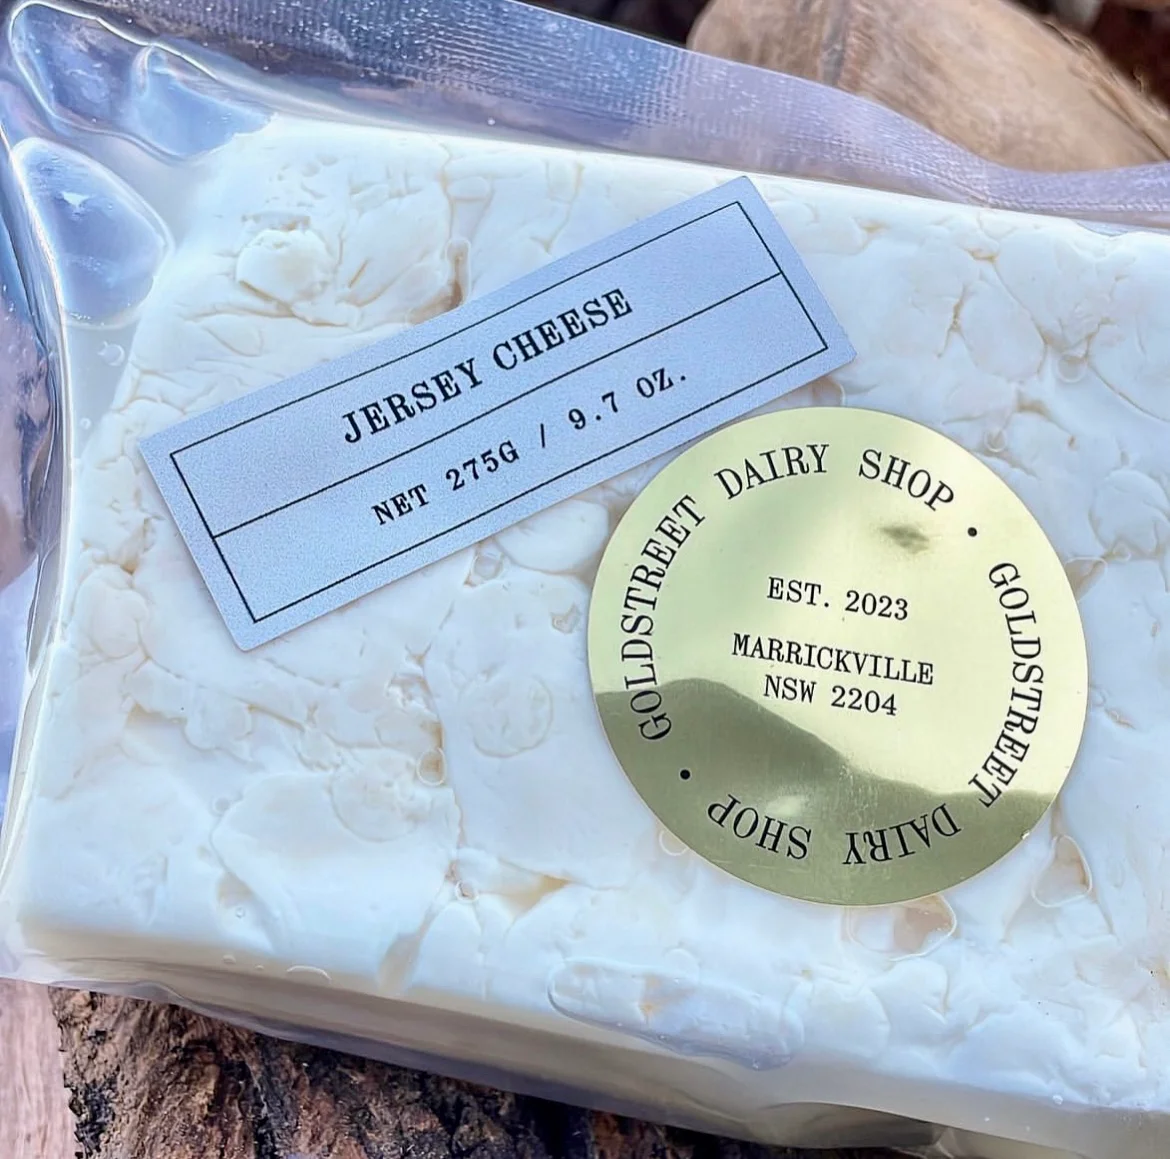 JERSEY CHEESE
NET 275G / 9.7 OZ.
GOLDSTREET DAIRY SHOP • GOLDSTREET DAIRY SHOP •
EST. 2023
MARRICKVILLE
NSW 2204